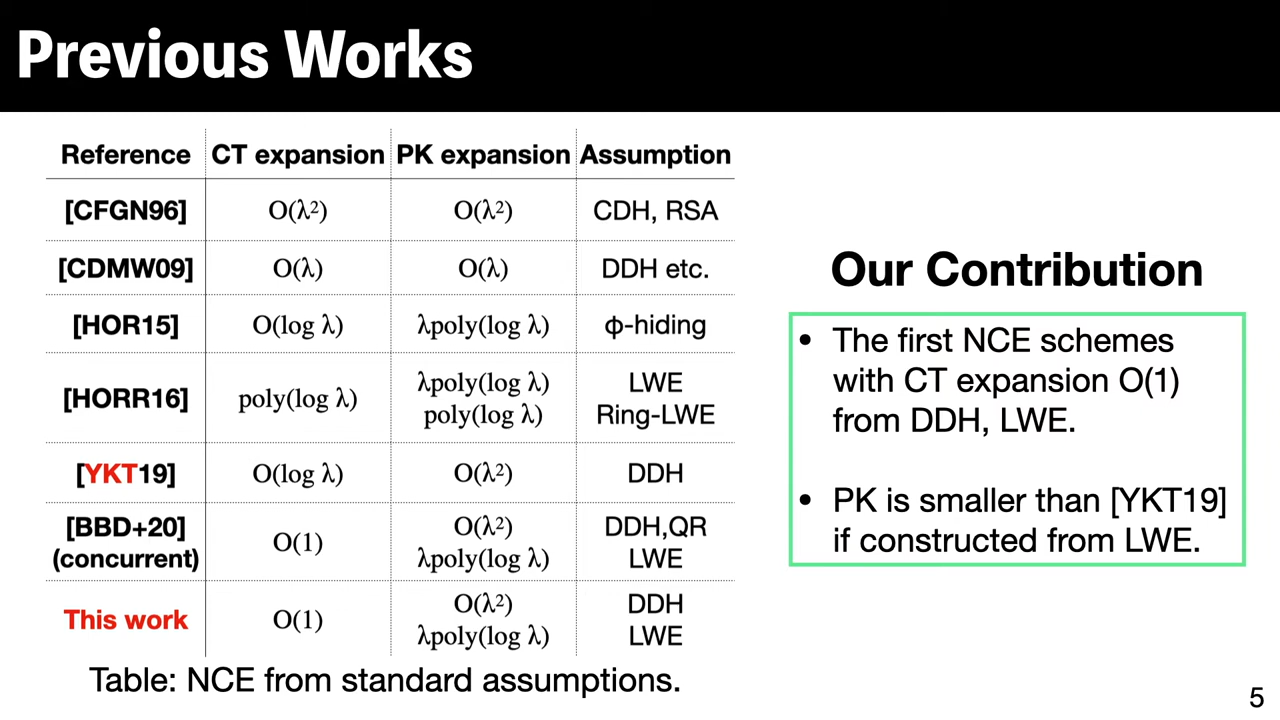 Previous Works
Reference CT expansion PK expansion Assumption
[CFGN96] O(λ²) O(λ²) CDH, RSA
[CDMW09] O(λ) O(λ) DDH etc.
[HOR15] O(log λ) λpoly(log λ) ϕ-hiding
[HORR16] poly(log λ) λpoly(log λ) LWE
poly(log λ) Ring-LWE
[YKT19] O(log λ) O(λ²) DDH
[BBD+20] O(1) O(λ²) DDH,QR
(concurrent) λpoly(log λ) LWE
This work O(1) O(λ²) DDH
λpoly(log λ) LWE
Table: NCE from standard assumptions.
Our Contribution
• The first NCE schemes
with CT expansion O(1)
from DDH, LWE.
• PK is smaller than [YKT19]
if constructed from LWE.
5